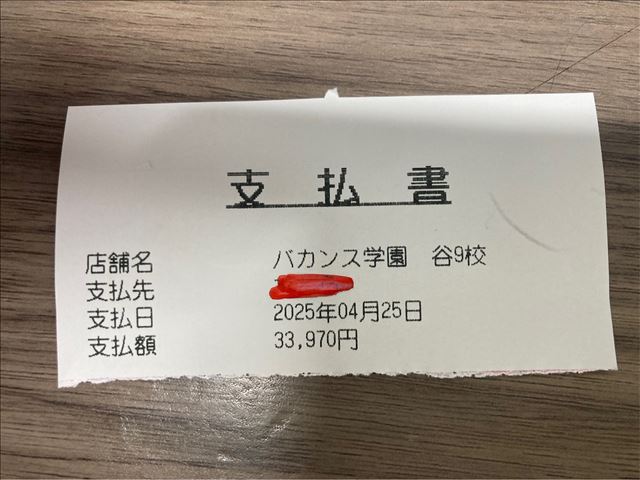 支払書
店舗名 バカンス学園 谷9校
支払先
支払日 2025年04月25日
支払額 33,970円